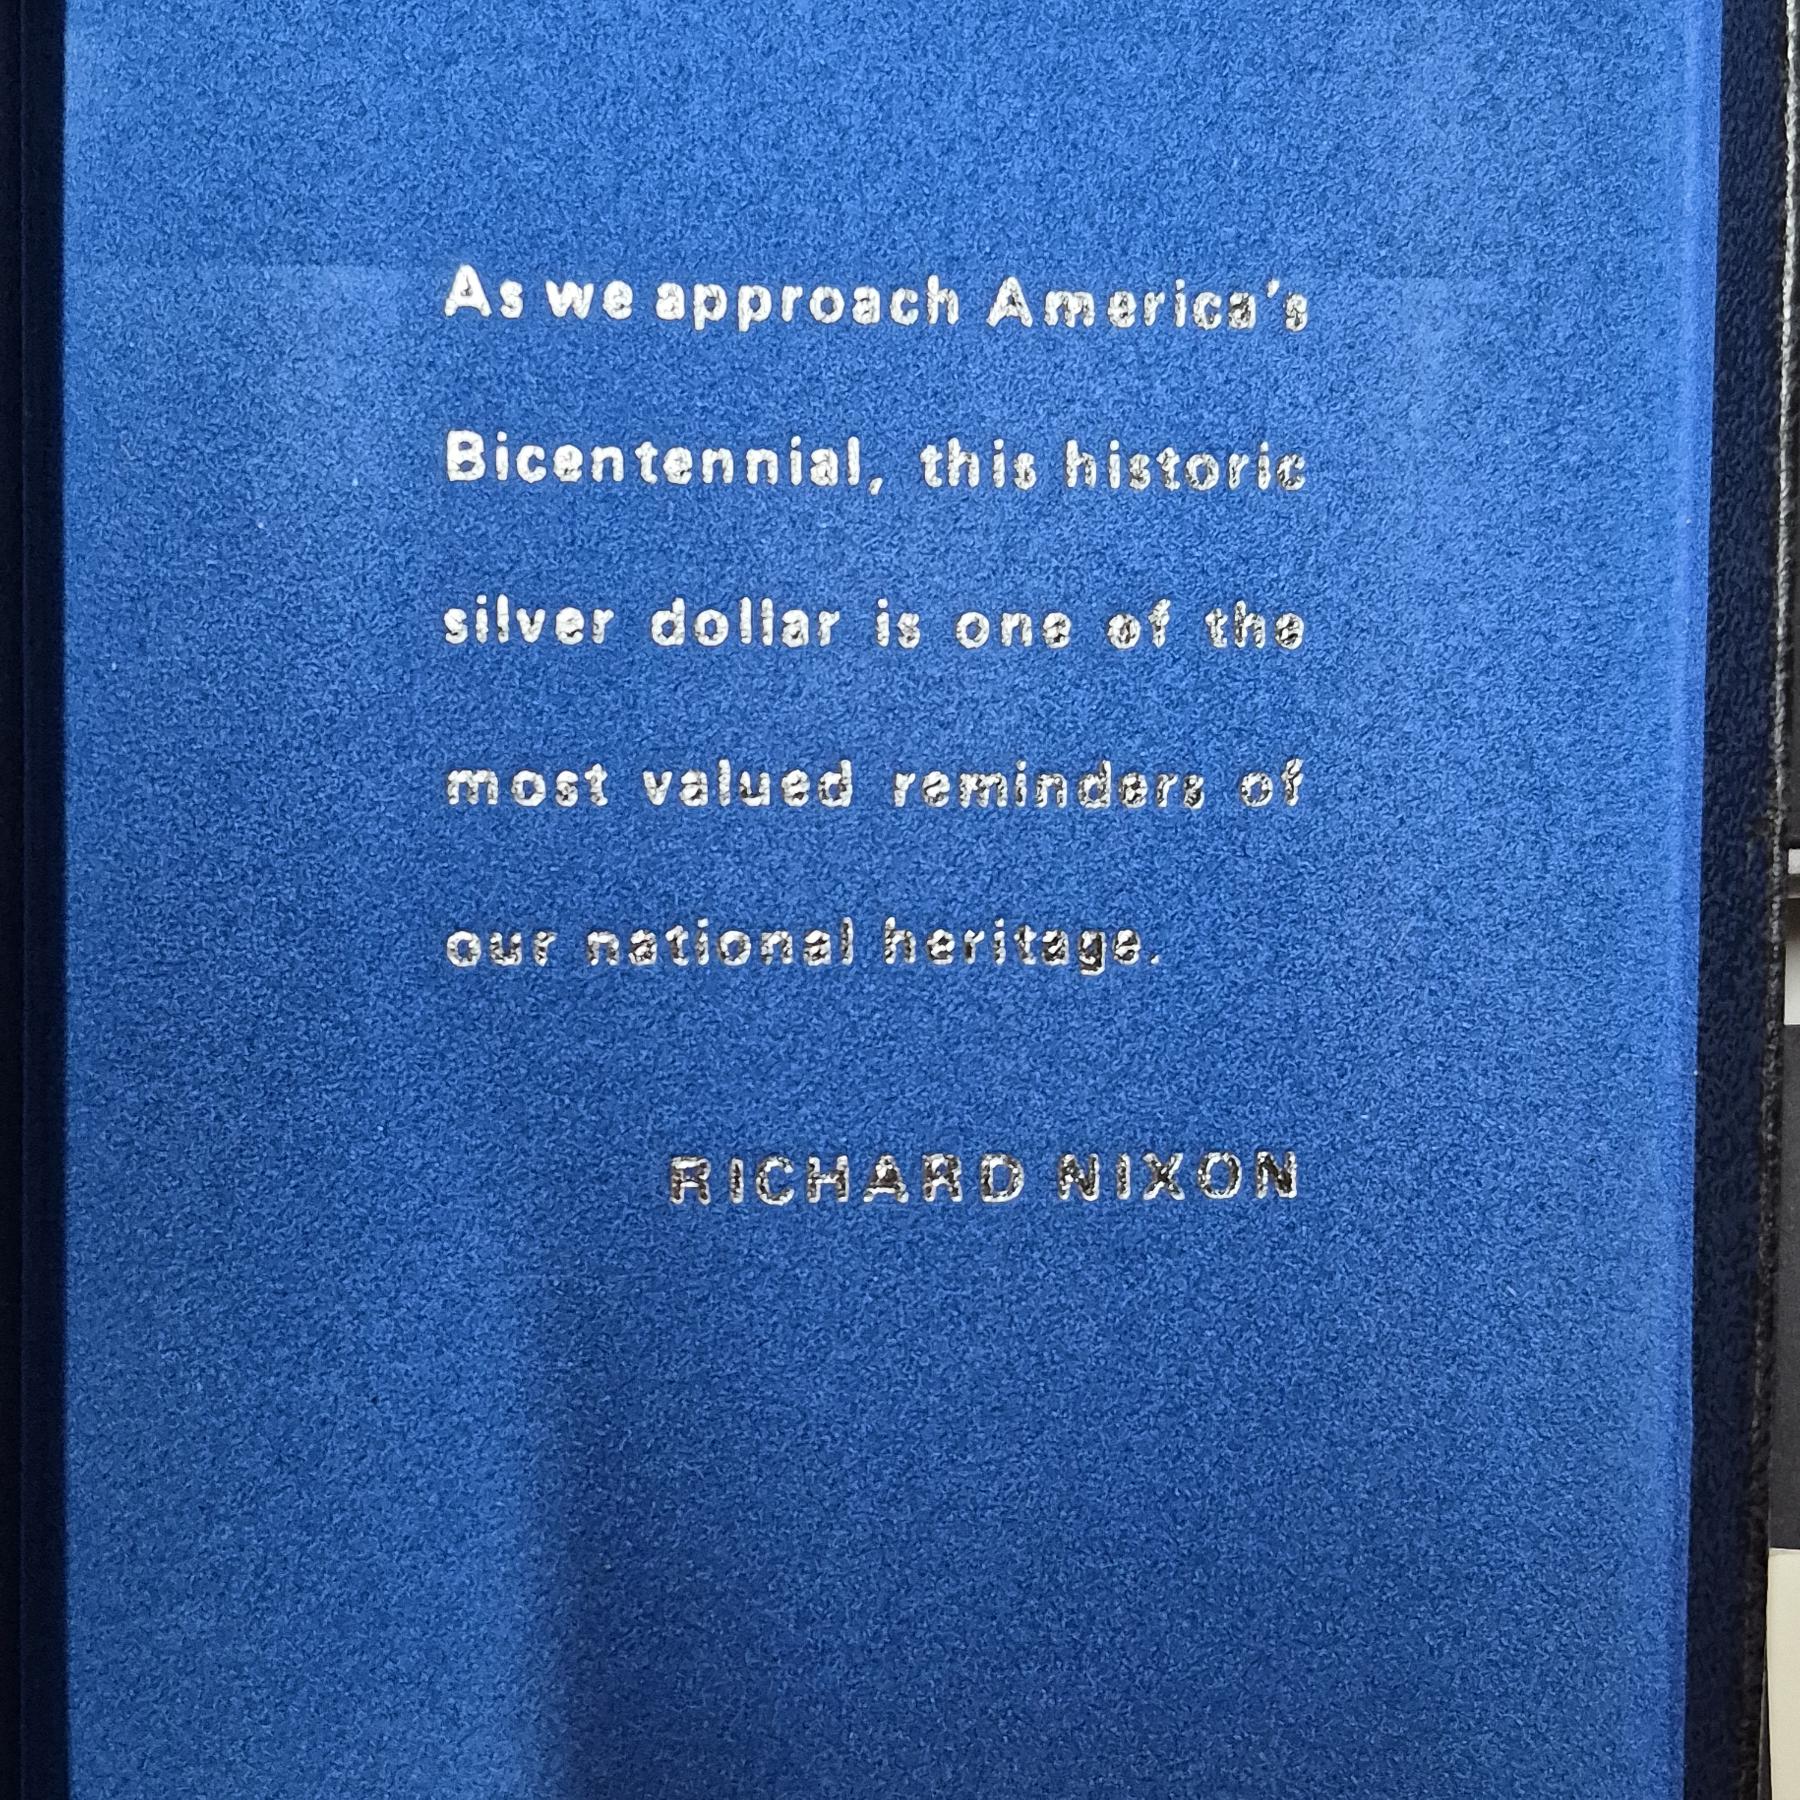 As we approach America's
Bicentennial, this historic
silver dollar is one of the
most valued reminders of
our national heritage.
RICHARD NIXON